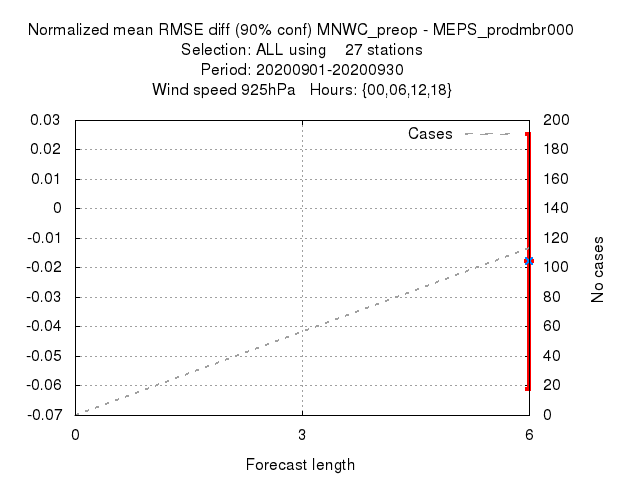 Normalized mean RMSE diff (90% conf) MNWC_preop - MEPS_prodmbr000
Selection: ALL using 27 stations
Period: 20200901-20200930
Wind speed 925hPa Hours: {00,06,12,18}
0.03
0.02
0.01
0
-0.01
-0.02
-0.03
-0.04
-0.05
-0.06
-0.07
Cases
200
180
160
140
120
100
80
60
40
20
0
No cases
0 3 6
Forecast length